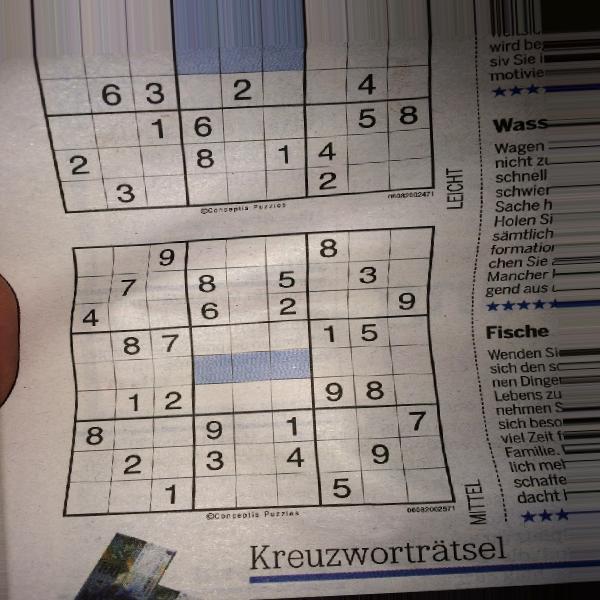 wird be
siv Sie i
motivie
★★★
6 3 2 4
1 6 5 8
2 8 1 4
3 2
©Conceptis Puzzles 06082002471
LEICHT
Wass
Wagen
nicht zu
schnell
schwier
Sache h
Holen Si
sämtlich
formation
chen Sie
Mancher
gend aus
★★★★★
9 8
7 8 5 3
4 6 2 9
8 7 1 5
1 2 9 8
8 9 1 7
2 3 4 9
1 5
©Conceptis Puzzles 06082002571
MITTEL
Fische
Wenden Si
sich den
nen Dinge
Lebens zu
nehmen S
sich beso
viel Zeit f
Familie.
lich mei
schaffe
dacht
★★★
Kreuzworträtsel